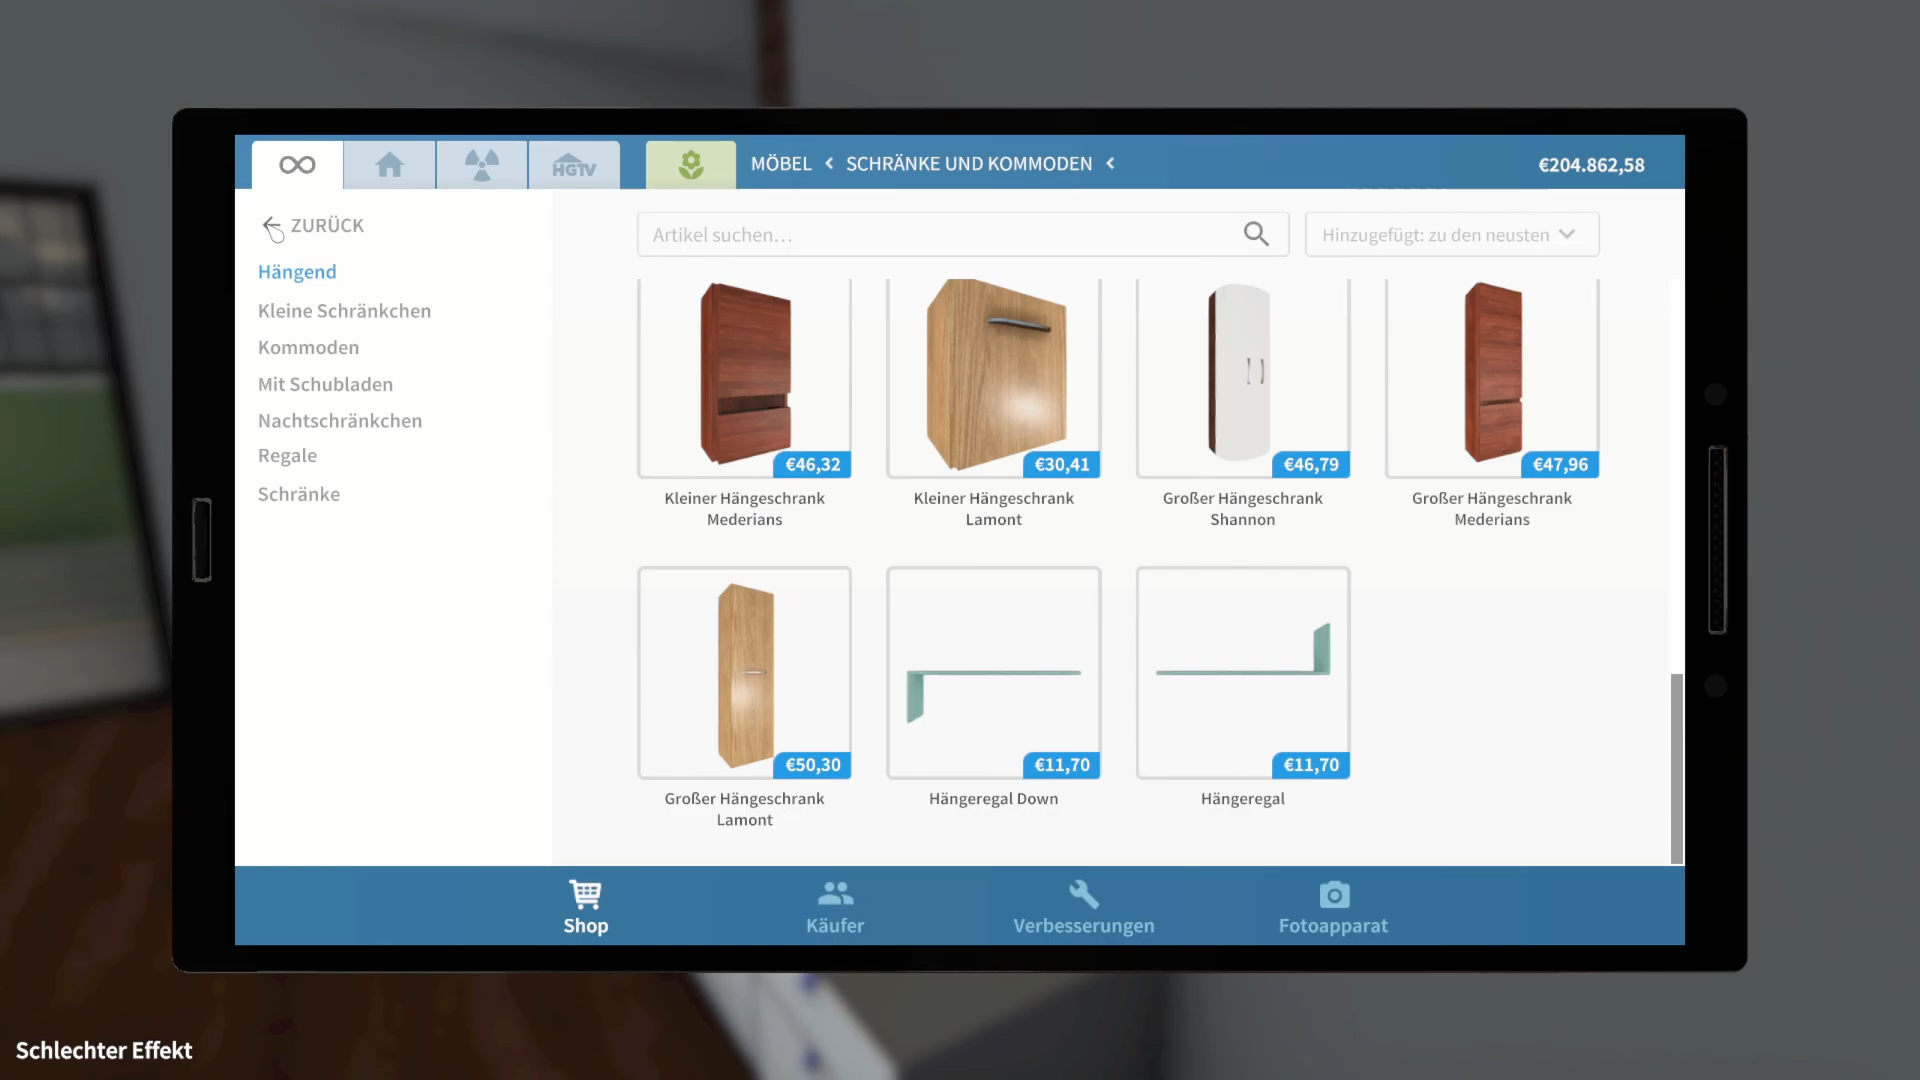 HGTV
MÖBEL < SCHRÄNKE UND KOMMODEN <
€204.862,58
ZURÜCK
Artikel suchen...
Hinzugefügt: zu den neusten
Hängend
Kleine Schränkchen
Kommoden
Mit Schubladen
Nachtschränkchen
Regale
Schränke
€46,32
€30,41
€46,79
€47,96
Kleiner Hängeschrank
Mederians
Kleiner Hängeschrank
Lamont
Großer Hängeschrank
Shannon
Großer Hängeschrank
Mederians
€50,30
€11,70
€11,70
Großer Hängeschrank
Lamont
Hängeregal Down
Hängeregal
Shop
Käufer
Verbesserungen
Fotoapparat
Schlechter Effekt